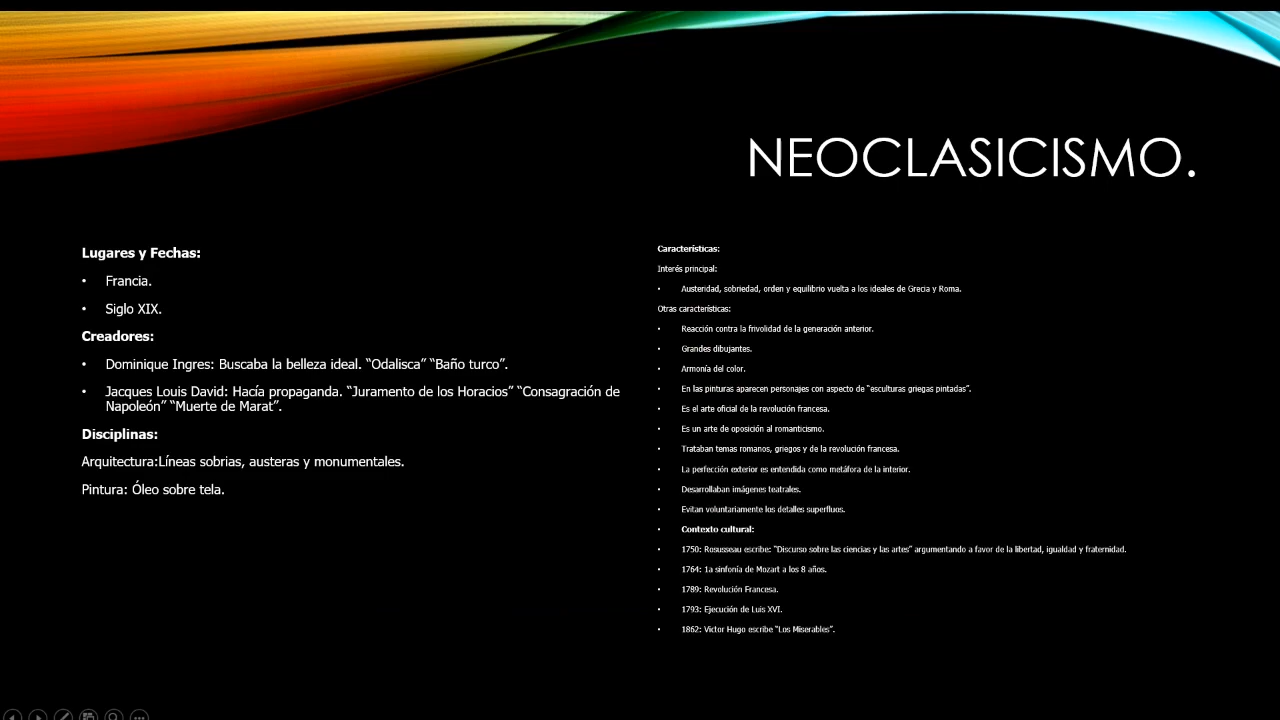 NEOCLASICISMO.
Lugares y Fechas:
• Francia.
• Siglo XIX.
Creadores:
• Dominique Ingres: Buscaba la belleza ideal. “Odalisca” “Baño turco”.
• Jacques Louis David: Hacía propaganda. “Juramento de los Horacios” “Consagración de
Napoleón” “Muerte de Marat”.
Disciplinas:
Arquitectura:Líneas sobrias, austeras y monumentales.
Pintura: Óleo sobre tela.
Características:
Interés principal:
• Austeridad, sobriedad, orden y equilibrio vuelta a los ideales de Grecia y Roma.
Otras características:
• Reacción contra la frivolidad de la generación anterior.
• Grandes dibujantes.
• Armonía del color.
• En las pinturas aparecen personajes con aspecto de “esculturas griegas pintadas”.
• Es el arte oficial de la revolución francesa.
• Es un arte de oposición al romanticismo.
• Trataban temas romanos, griegos y de la revolución francesa.
• La perfección exterior es entendida como metáfora de la interior.
• Desarrollaban imágenes teatrales.
• Evitan voluntariamente los detalles superfluos.
• Contexto cultural:
• 1750: Rosusseau escribe: “Discurso sobre las ciencias y las artes” argumentando a favor de la libertad, igualdad y fraternidad.
• 1764: 1a sinfonía de Mozart a los 8 años.
• 1789: Revolución Francesa.
• 1793: Ejecución de Luis XVI.
• 1862: Victor Hugo escribe “Los Miserables”.